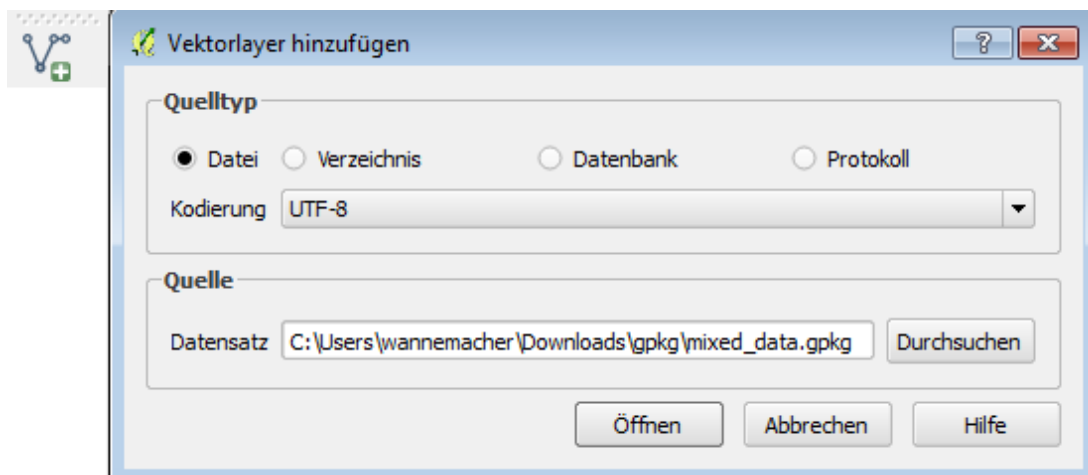 Vektorlayer hinzufügen
Quelltyp
Datei Verzeichnis Datenbank Protokoll
Kodierung UTF-8
Quelle
Datensatz C:\Users\wannemacher\Downloads\gpkg\mixed_data.gpkg Durchsuchen
Öffnen Abbrechen Hilfe